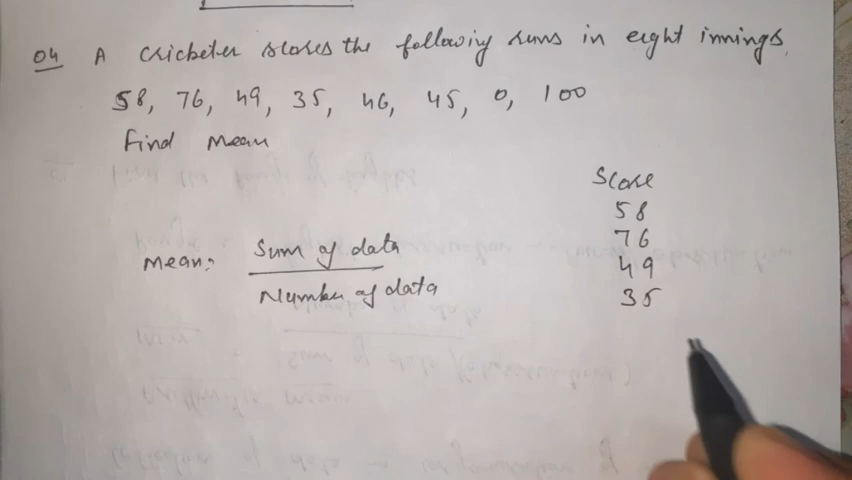 04 A cricketer scores the following runs in eight innings.
58, 76, 49, 35, 46, 45, 0, 100
Find Mean
Mean: Sum of data
Number of data
Score
58
76
49
35